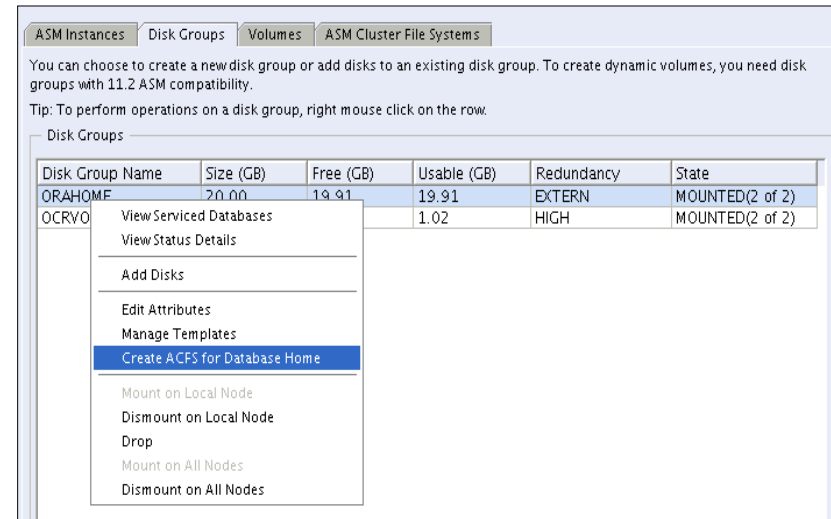 ASM Instances Disk Groups Volumes ASM Cluster File Systems
You can choose to create a new disk group or add disks to an existing disk group. To create dynamic volumes, you need disk
groups with 11.2 ASM compatibility.
Tip: To perform operations on a disk group, right mouse click on the row.
Disk Groups
Disk Group Name Size (GB) Free (GB) Usable (GB) Redundancy State
ORAHOME 20.00 19.91 19.91 EXTERN MOUNTED(2 of 2)
OCRVO 1.02 HIGH MOUNTED(2 of 2)
View Serviced Databases
View Status Details
Add Disks
Edit Attributes
Manage Templates
Create ACFS for Database Home
Mount on Local Node
Dismount on Local Node
Drop
Mount on All Nodes
Dismount on All Nodes